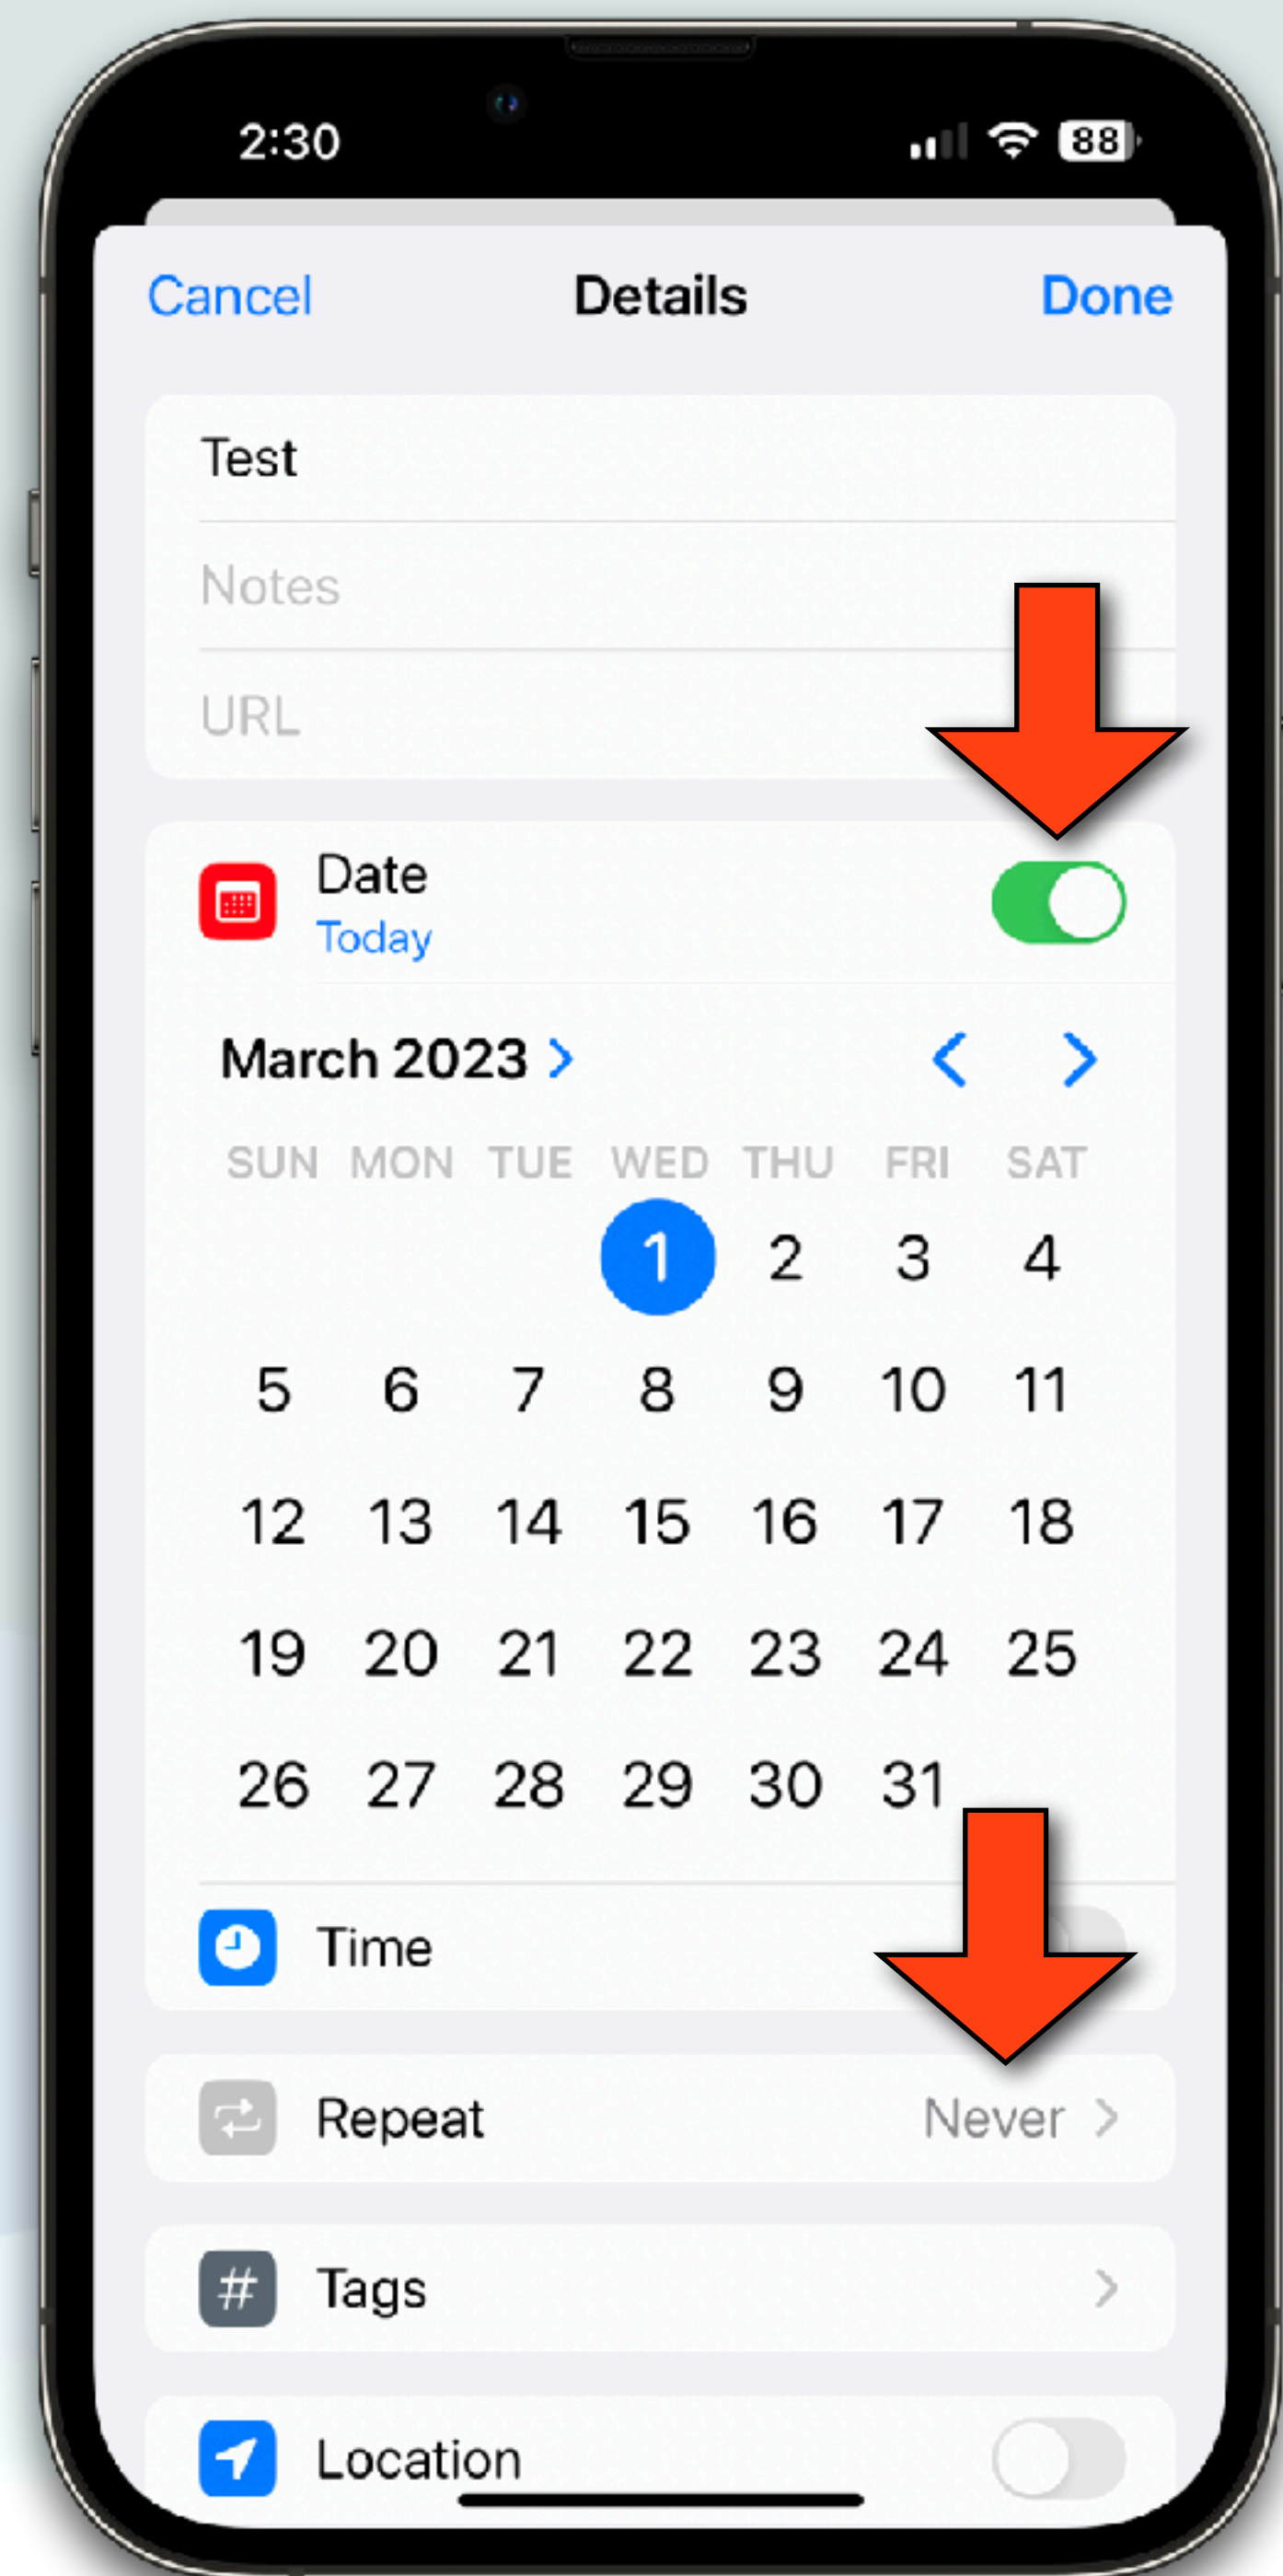 2:30 88
Cancel Details Done
Test
Notes
URL
Date
Today
March 2023
SUN MON TUE WED THU FRI SAT
1 2 3 4
5 6 7 8 9 10 11
12 13 14 15 16 17 18
19 20 21 22 23 24 25
26 27 28 29 30 31
Time
Repeat Never
# Tags
Location